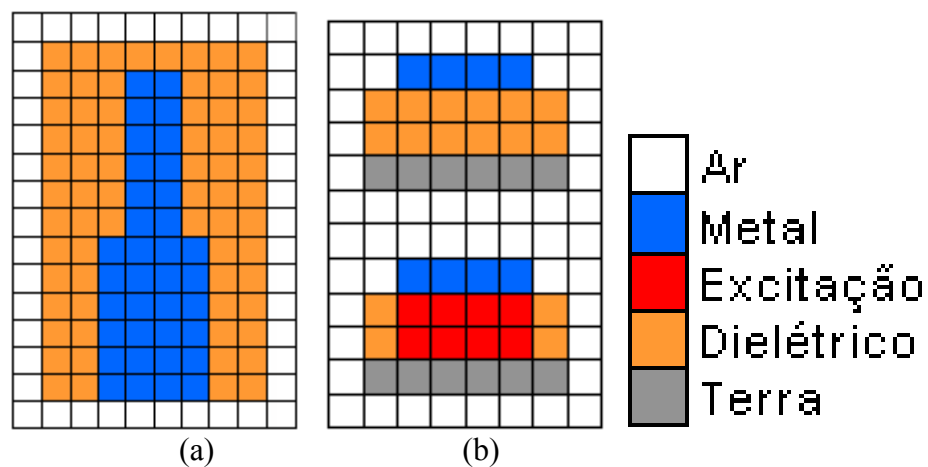 Ar
Metal
Excitação
Dielétrico
Terra
(a)
(b)